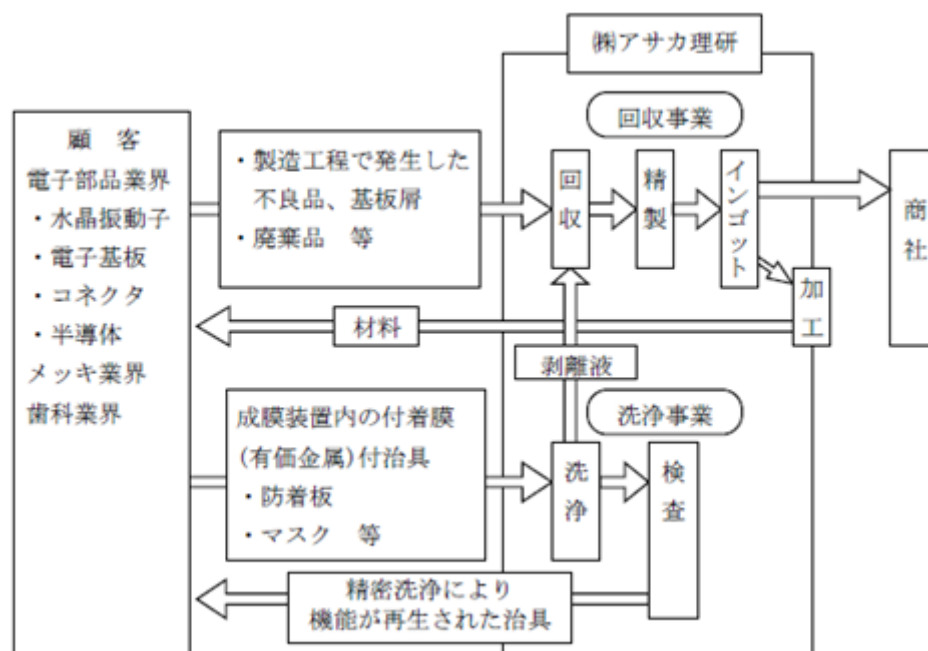 ㈱アサカ理研
顧 客
電子部品業界
・水晶振動子
・電子基板
・コネクタ
・半導体
メッキ業界
歯科業界
・製造工程で発生した
不良品、基板層
・廃棄品 等
回収事業
回収
精製
インゴット
商社
加工
材料
剥離液
成膜装置内の付着膜
(有価金属)付治具
・防着板
・マスク 等
洗浄事業
洗浄
検査
精密洗浄により
機能が再生された治具